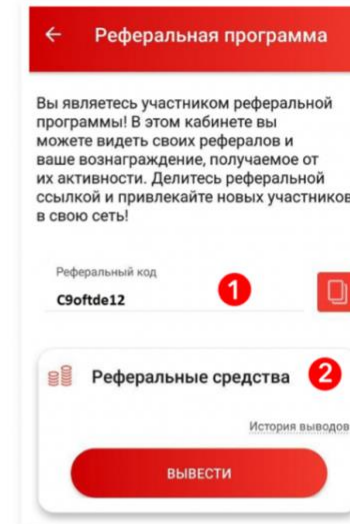 Реферальная программа
Вы являетесь участником реферальной
программы! В этом кабинете вы
можете видеть своих рефералов и
ваше вознаграждение, получаемое от
их активности. Делитесь реферальной
ссылкой и привлекайте новых участников
в свою сеть!
Реферальный код
1
C9oftde12
Реферальные средства 2
История выводов
ВЫВЕСТИ